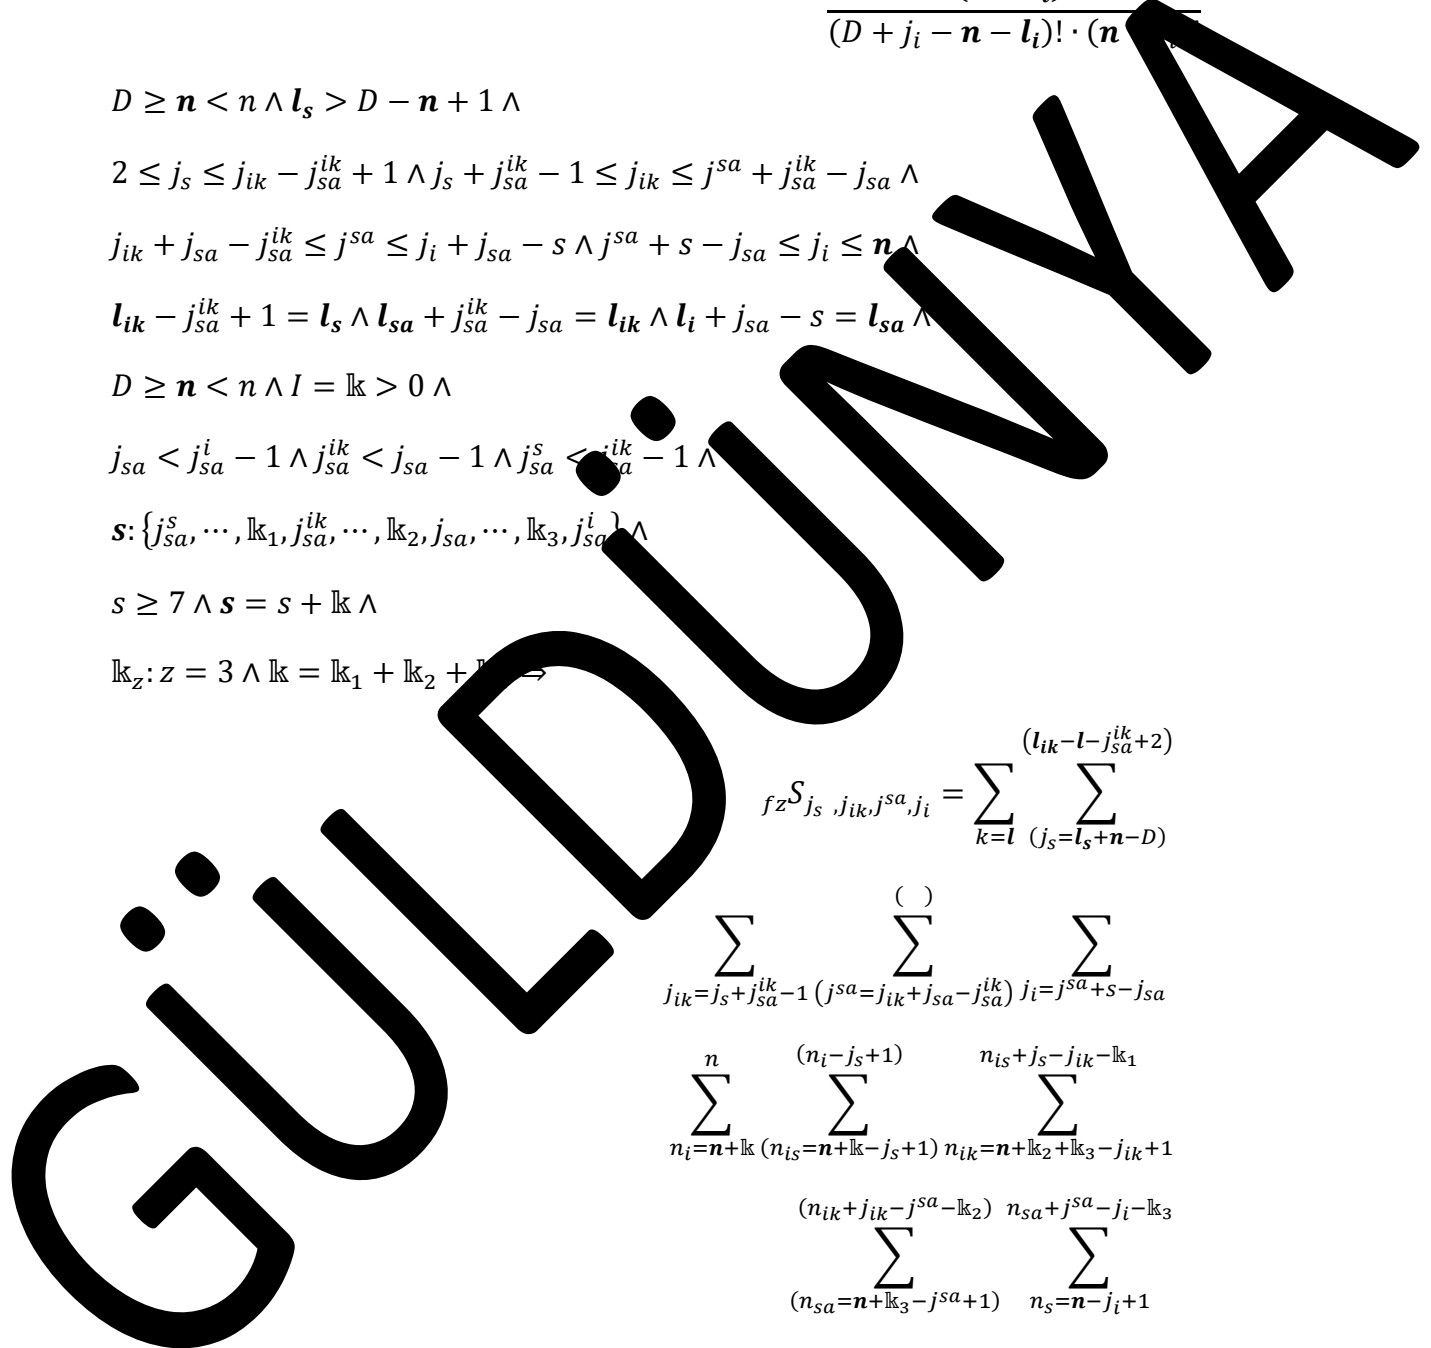 (D + j_i − n − l_i)! · (n
D ≥ n < n ∧ l_s > D − n + 1 ∧
2 ≤ j_s ≤ j_{ik} − j_{sa}^{ik} + 1 ∧ j_s + j_{sa}^{ik} − 1 ≤ j_{ik} ≤ j^{sa} + j_{sa}^{ik} − j_{sa} ∧
j_{ik} + j_{sa} − j_{sa}^{ik} ≤ j^{sa} ≤ j_i + j_{sa} − s ∧ j^{sa} + s − j_{sa} ≤ j_i ≤ n ∧
l_{ik} − j_{sa}^{ik} + 1 = l_s ∧ l_{sa} + j_{sa}^{ik} − j_{sa} = l_{ik} ∧ l_i + j_{sa} − s = l_{sa} ∧
D ≥ n < n ∧ I = 𝕜 > 0 ∧
j_{sa} < j_{sa}^i − 1 ∧ j_{sa}^{ik} < j_{sa} − 1 ∧ j_{sa}^s < j_{sa}^{ik} − 1 ∧
s: {j_{sa}^s, ⋯, 𝕜_1, j_{sa}^{ik}, ⋯, 𝕜_2, j_{sa}, ⋯, 𝕜_3, j_{sa}^i} ∧
s ≥ 7 ∧ s = s + 𝕜 ∧
𝕜_z: z = 3 ∧ 𝕜 = 𝕜_1 + 𝕜_2 + ⇒
_{fz}S_{j_s ,j_{ik},j^{sa},j_i} = ∑_{k=l} ∑_{(j_s=l_s+n−D)}^{(l_{ik}−l−j_{sa}^{ik}+2)}
∑_{j_{ik}=j_s+j_{sa}^{ik}−1} ∑_{(j^{sa}=j_{ik}+j_{sa}−j_{sa}^{ik})}^{( )} ∑_{j_i=j^{sa}+s−j_{sa}}
∑_{n_i=n+𝕜}^{n} ∑_{(n_{is}=n+𝕜−j_s+1)}^{(n_i−j_s+1)} ∑_{n_{ik}=n+𝕜_2+𝕜_3−j_{ik}+1}^{n_{is}+j_s−j_{ik}−𝕜_1}
∑_{(n_{sa}=n+𝕜_3−j^{sa}+1)}^{(n_{ik}+j_{ik}−j^{sa}−𝕜_2)} ∑_{n_s=n−j_i+1}^{n_{sa}+j^{sa}−j_i−𝕜_3}
GÜLDÜNYA